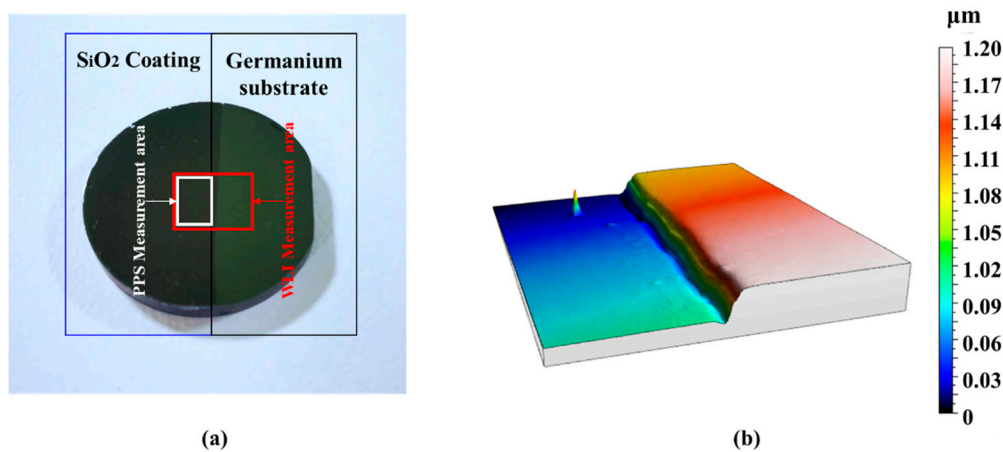 SiO2 Coating
Germanium
substrate
PPS Measurement area
WLI Measurement area
(a)
µm
1.20
1.17
1.14
1.11
1.08
1.05
1.02
0.09
0.06
0.03
0
(b)